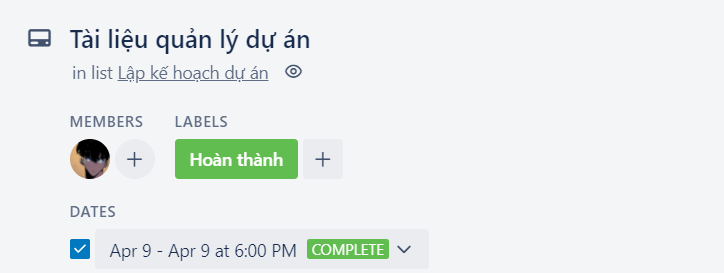 Tài liệu quản lý dự án
in list Lập kế hoạch dự án
MEMBERS LABELS
Hoàn thành
DATES
Apr 9 - Apr 9 at 6:00 PM COMPLETE